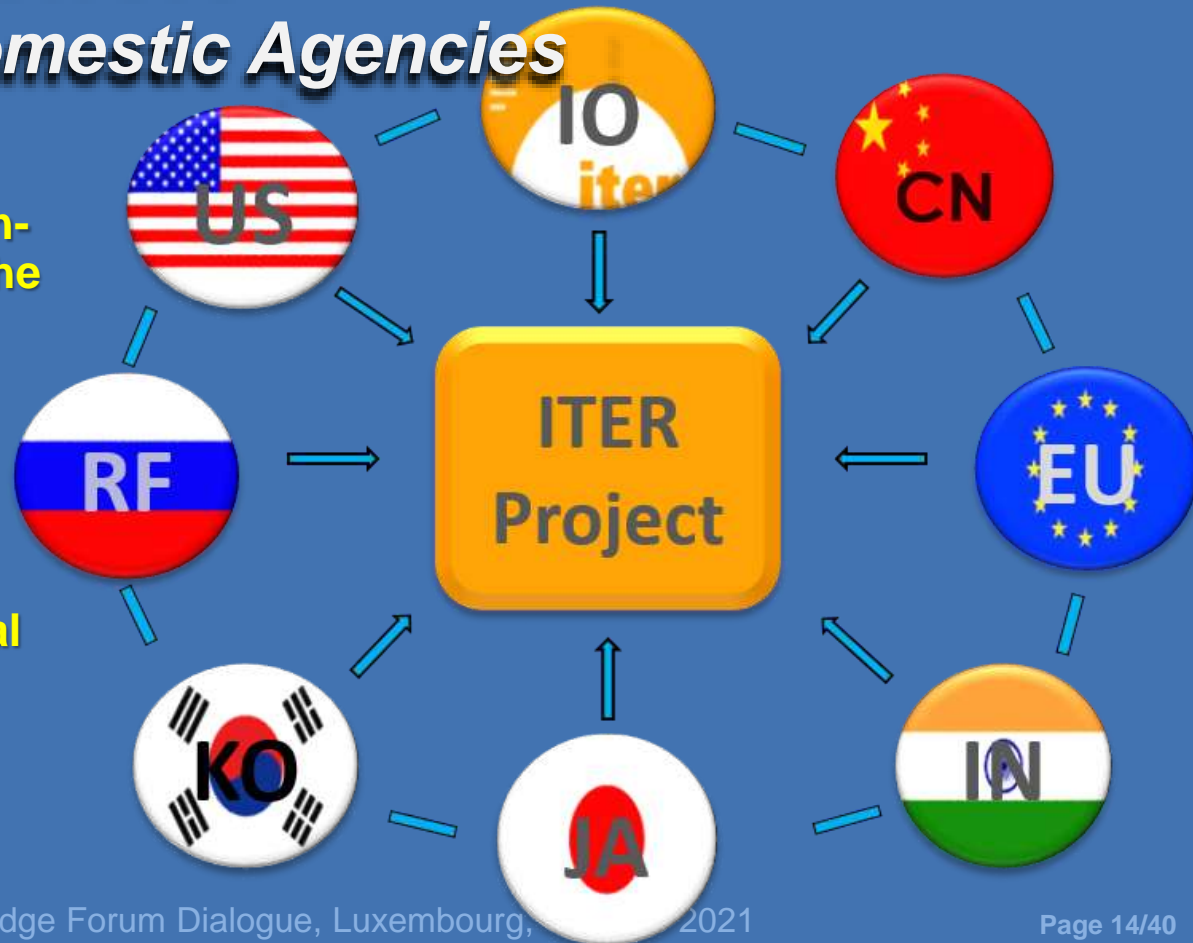 omestic Agencies
IO
iter
US
CN
n-
ne
ITER
Project
RF
EU
al
KO
IN
JA
dge Forum Dialogue, Luxembourg, 2021
Page 14/40